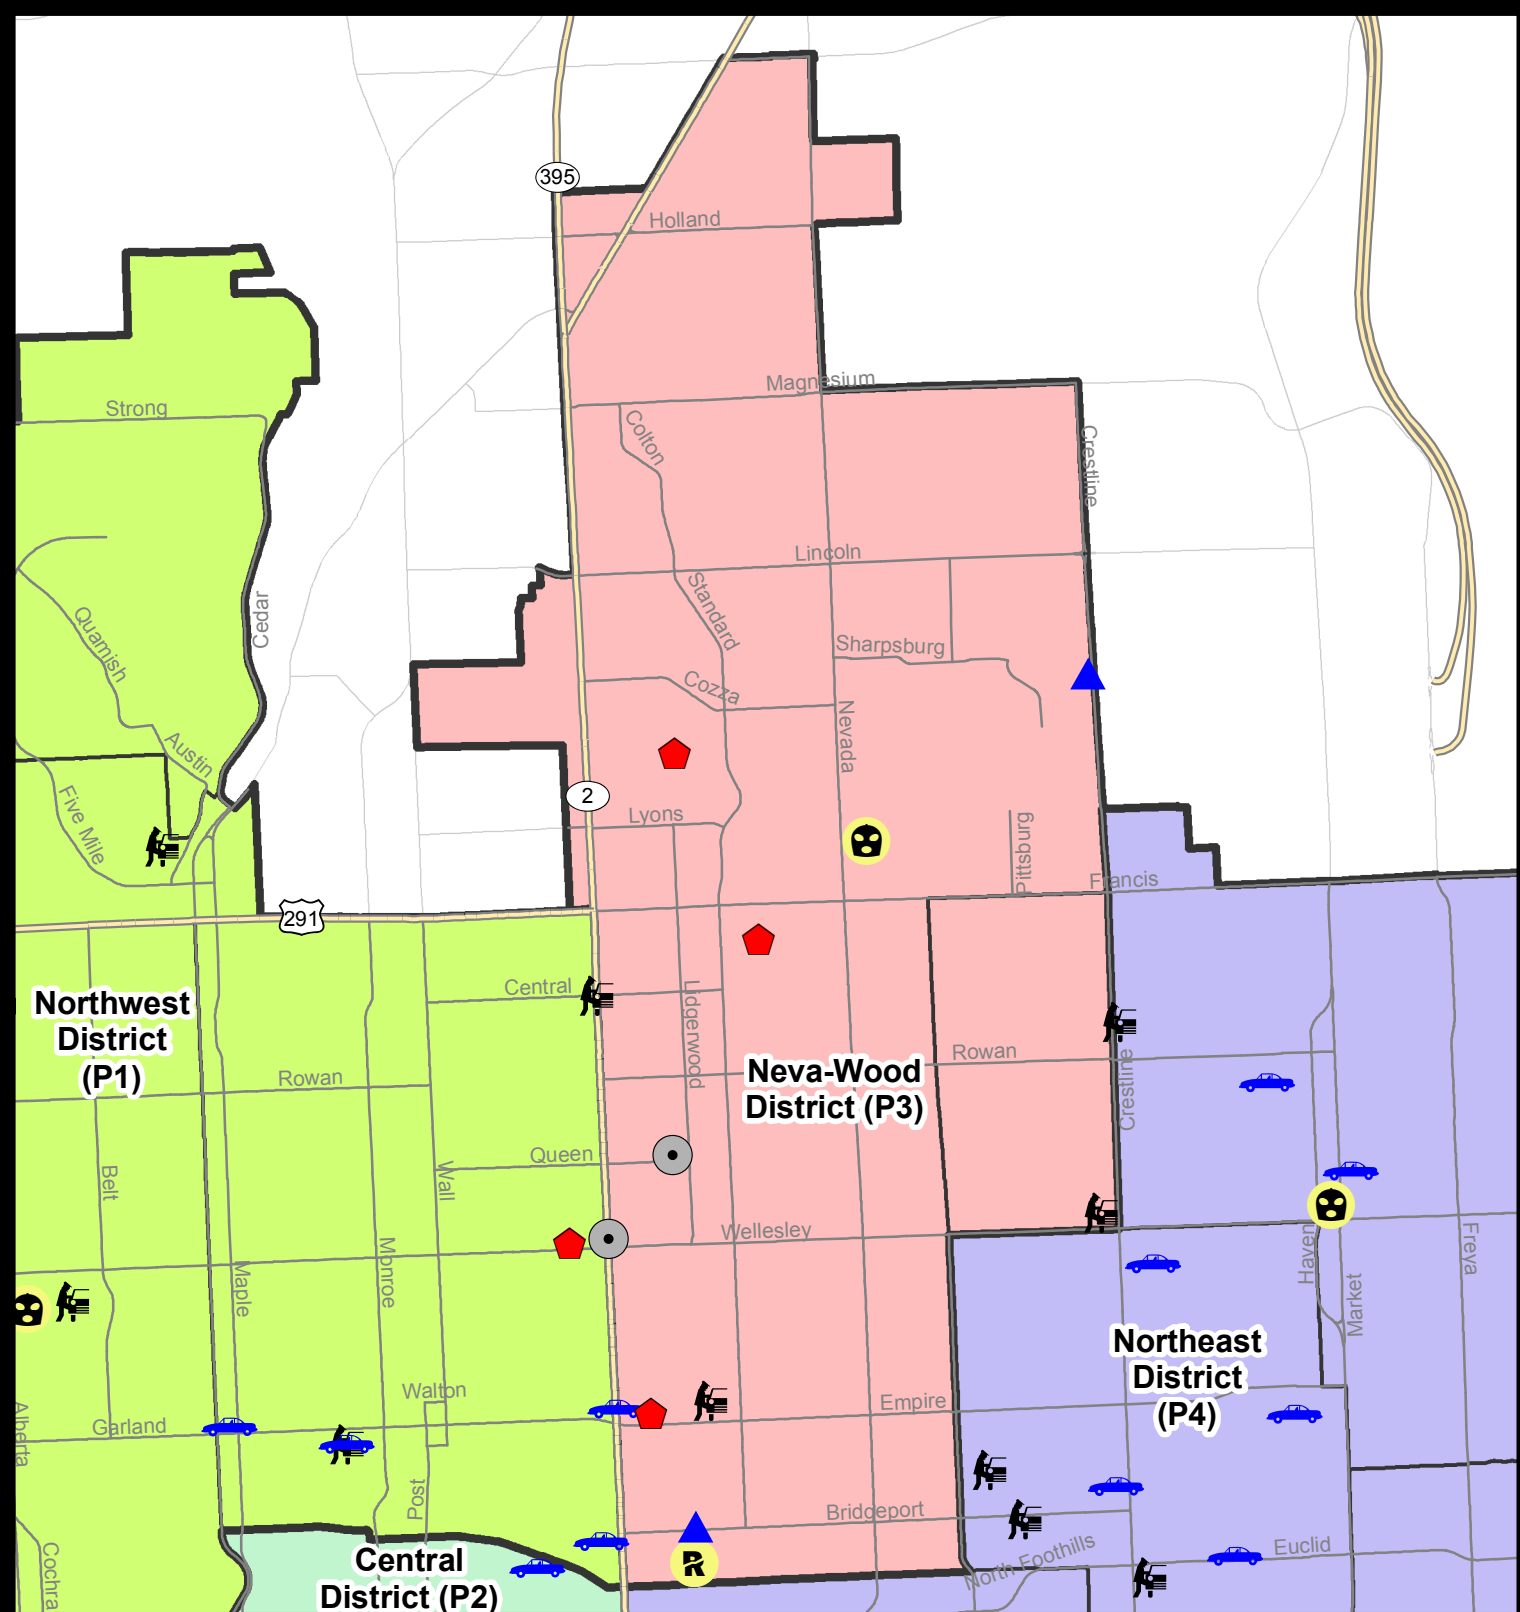 395
Holland
Magnesium
Strong
Colton
Crestline
Lincoln
Standard
Quamish
Cedar
Sharpsburg
Cozza
Nevada
Austin
Five Mile
2
Lyons
Pittsburg
Francis
291
Central
Lidgerwood
Northwest
District
(P1)
Rowan
Neva-Wood
District (P3)
Rowan
Crestline
Belt
Queen
Wall
Wellesley
Monroe
Maple
Haven
Market
Freya
Northeast
District
(P4)
Walton
Garland
Alberta
Empire
Post
Bridgeport
Central
District (P2)
North Foothills
Euclid
Cochra